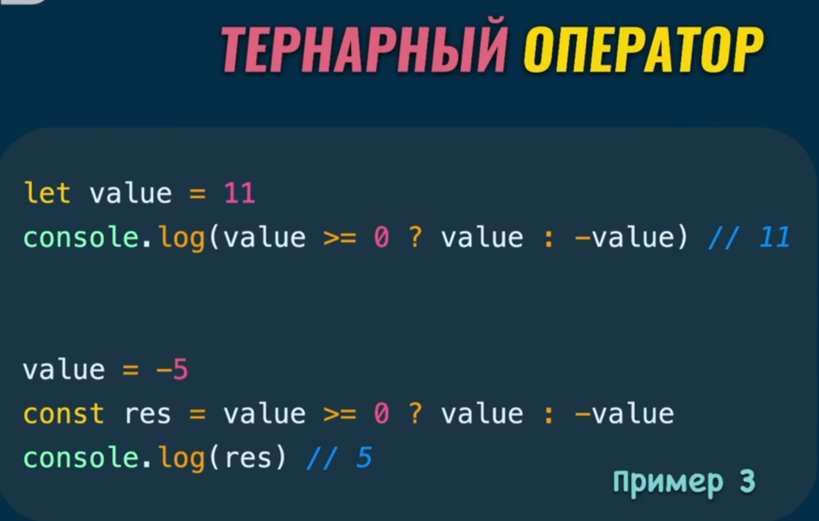 ТЕРНАРНЫЙ ОПЕРАТОР
let value = 11
console.log(value >= 0 ? value : -value) // 11
value = -5
const res = value >= 0 ? value : -value
console.log(res) // 5
Пример 3